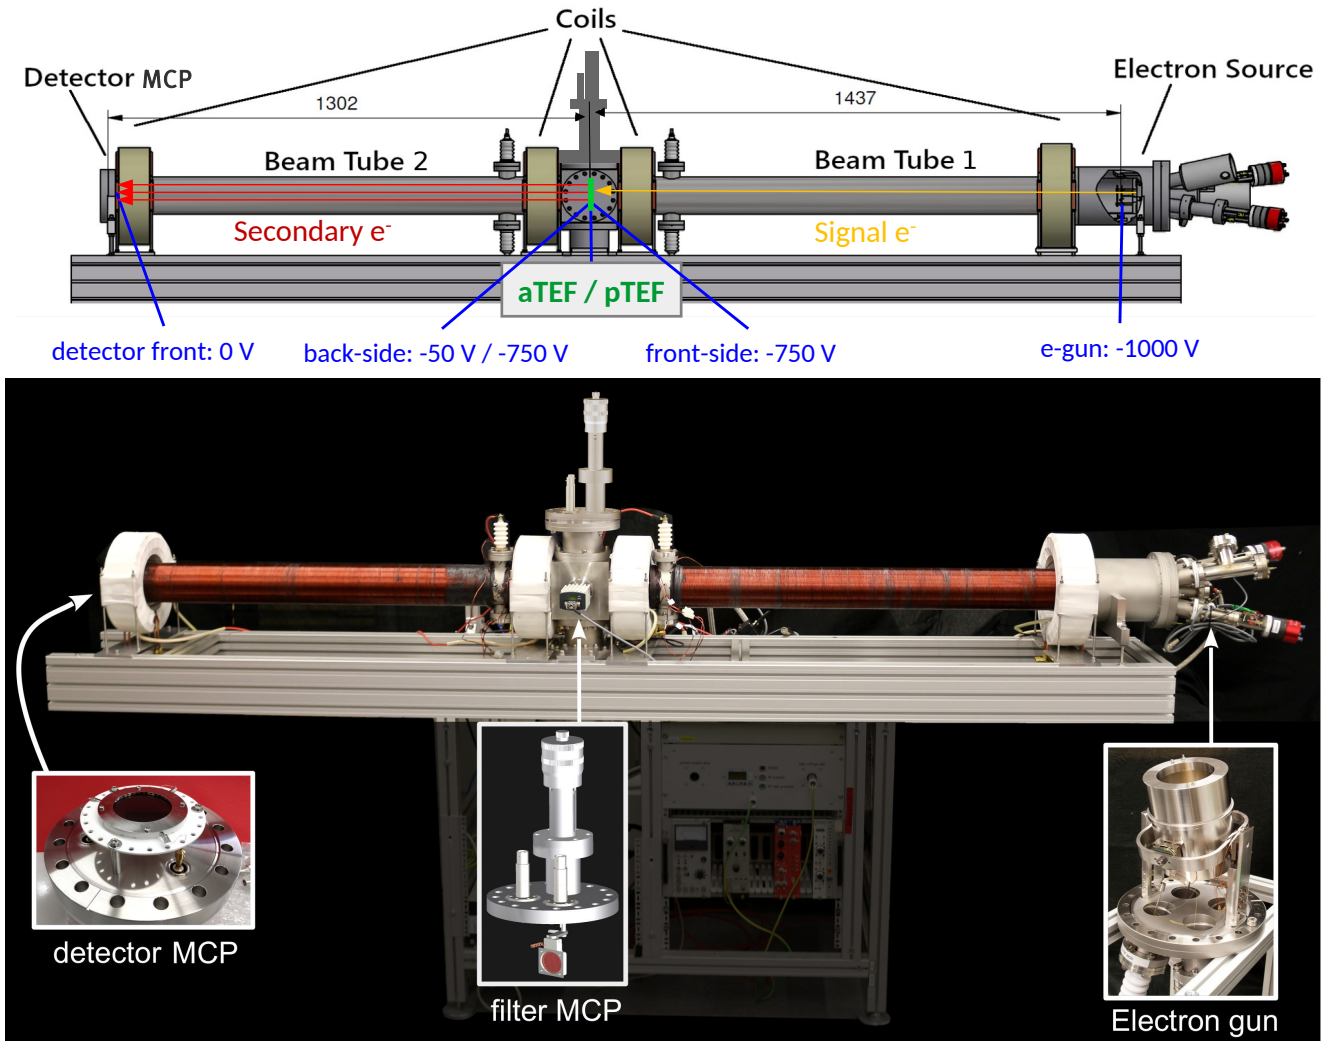 Coils
Detector MCP
Electron Source
1302
1437
Beam Tube 2
Beam Tube 1
Secondary e-
Signal e-
aTEF / pTEF
detector front: 0 V
back-side: -50 V / -750 V
front-side: -750 V
e-gun: -1000 V
detector MCP
filter MCP
Electron gun